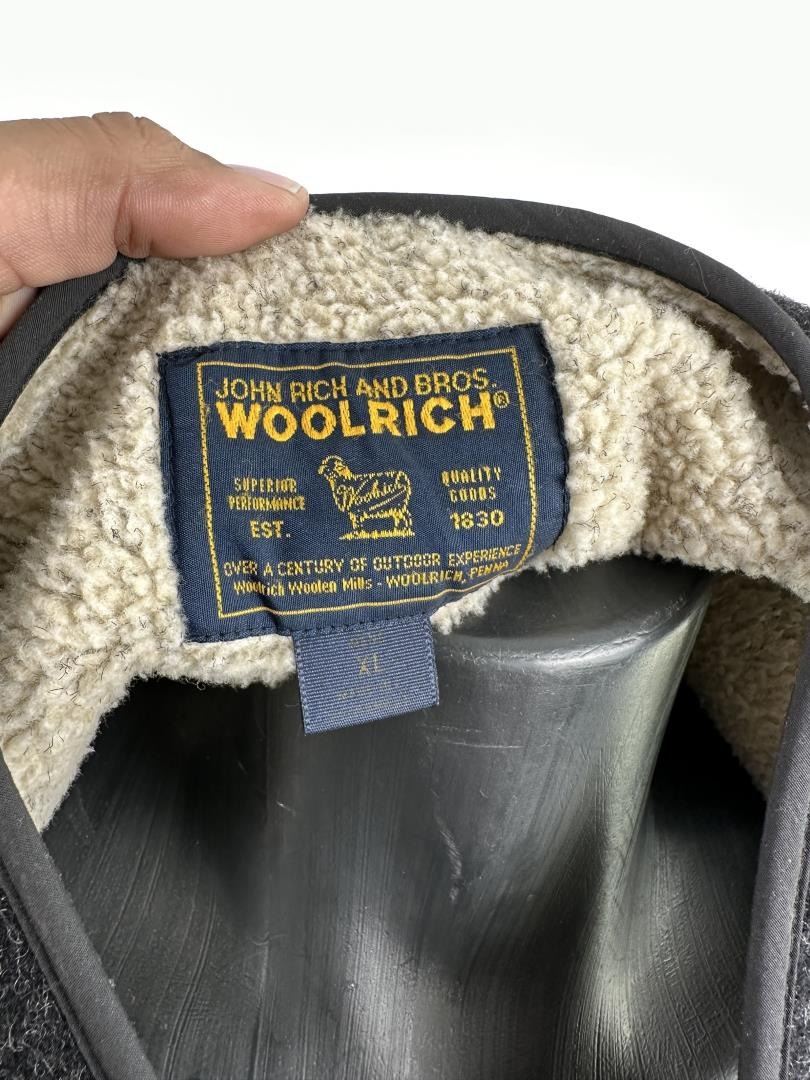 JOHN RICH AND BROS.
WOOLRICH®
SUPERIOR
PERFORMANCE
EST.
Woolrich
QUALITY
GOODS
1830
OVER A CENTURY OF OUTDOOR EXPERIENCE
Woolrich Woolen Mills - WOOLRICH, PENNA
XL